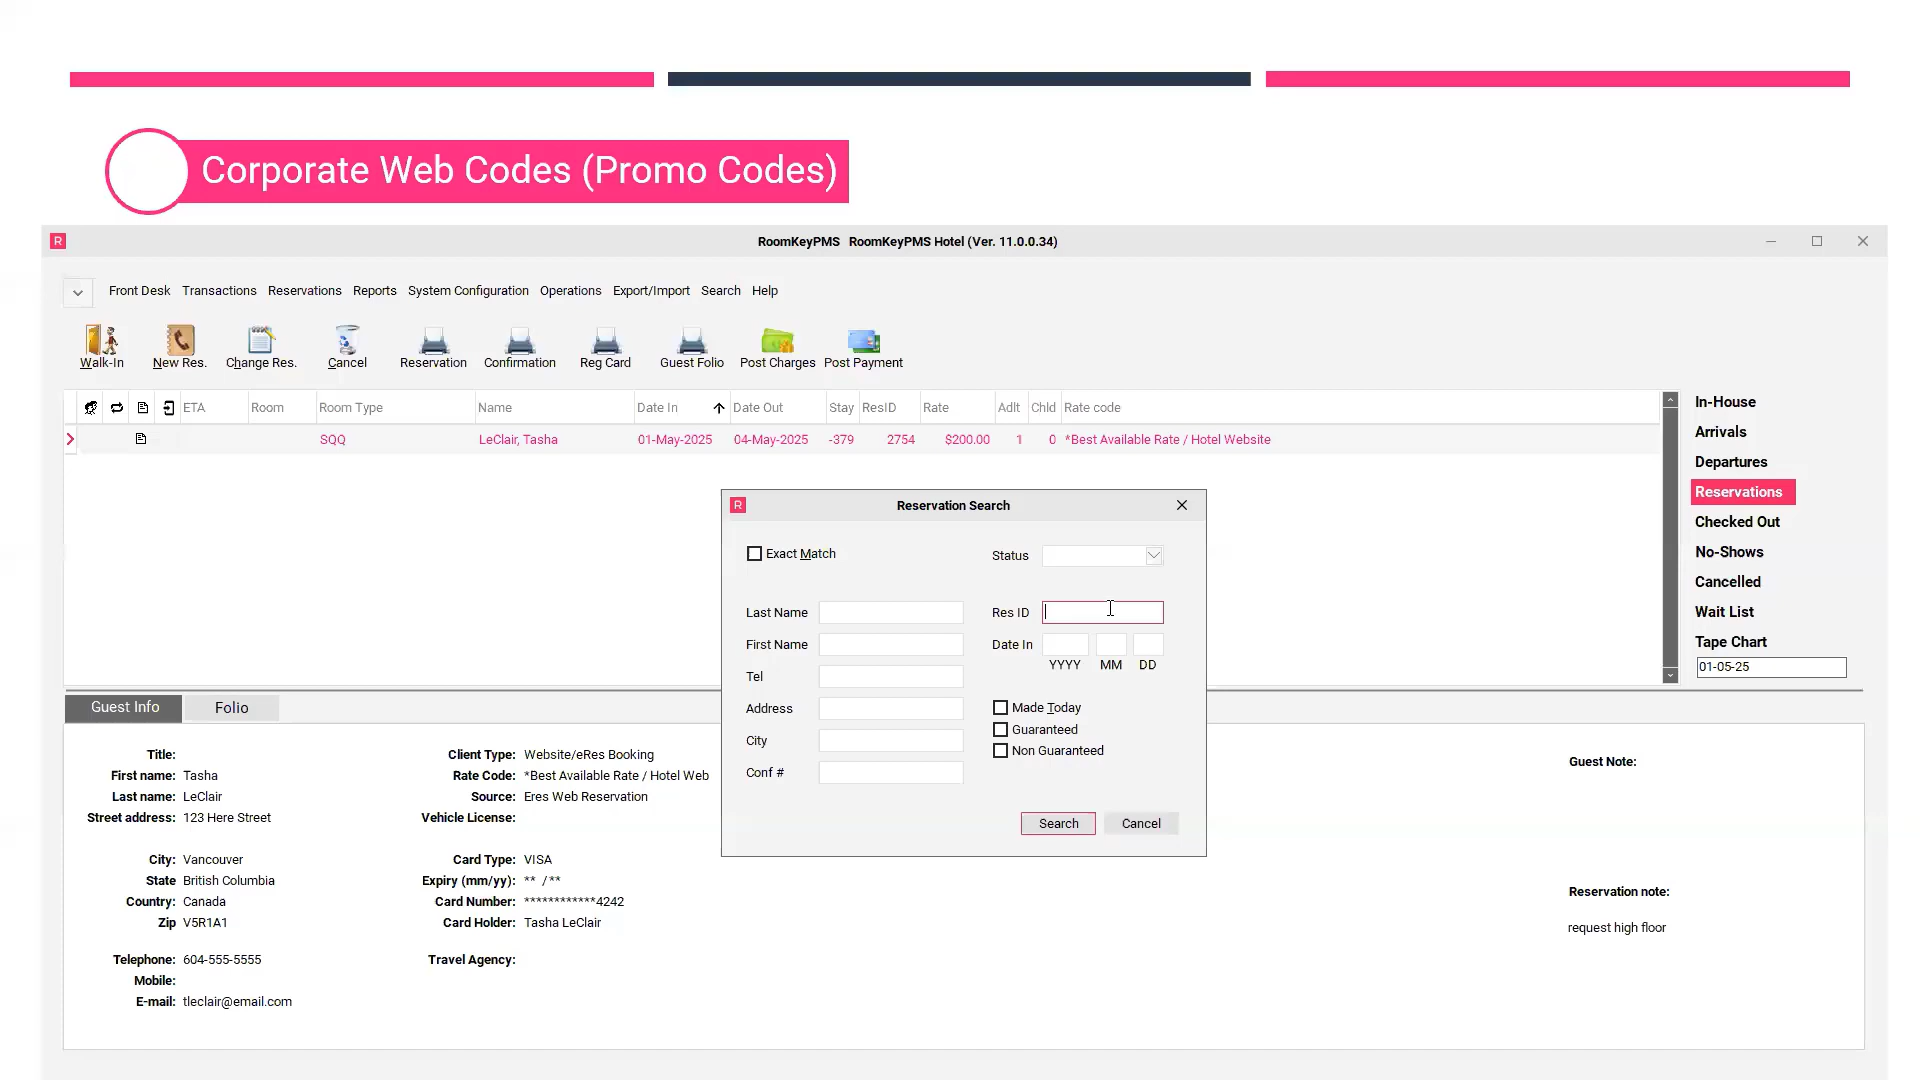 Corporate Web Codes (Promo Codes)
R
RoomKeyPMS RoomKeyPMS Hotel (Ver. 11.0.0.34)
Front Desk Transactions Reservations Reports System Configuration Operations Export/Import Search Help
Walk-In New Res. Change Res. Cancel Reservation Confirmation Reg Card Guest Folio Post Charges Post Payment
ETA Room Room Type Name Date In Date Out Stay ResID Rate Adlt Chld Rate code
SQQ LeClair, Tasha 01-May-2025 04-May-2025 -379 2754 $200.00 1 0 *Best Available Rate / Hotel Website
In-House
Arrivals
Departures
Reservations
Checked Out
No-Shows
Cancelled
Wait List
Tape Chart
01-05-25
R
Reservation Search
Exact Match
Status
Last Name
Res ID
First Name
Date In
YYYY MM DD
Tel
Address
Made Today
Guaranteed
City
Non Guaranteed
Conf #
Search Cancel
Guest Info Folio
Title:
First name: Tasha
Last name: LeClair
Street address: 123 Here Street
City: Vancouver
State British Columbia
Country: Canada
Zip V5R1A1
Telephone: 604-555-5555
Mobile:
E-mail: tleclair@email.com
Client Type: Website/eRes Booking
Rate Code: *Best Available Rate / Hotel Web
Source: Eres Web Reservation
Vehicle License:
Card Type: VISA
Expiry (mm/yy): ** /**
Card Number: ************4242
Card Holder: Tasha LeClair
Travel Agency:
Guest Note:
Reservation note:
request high floor